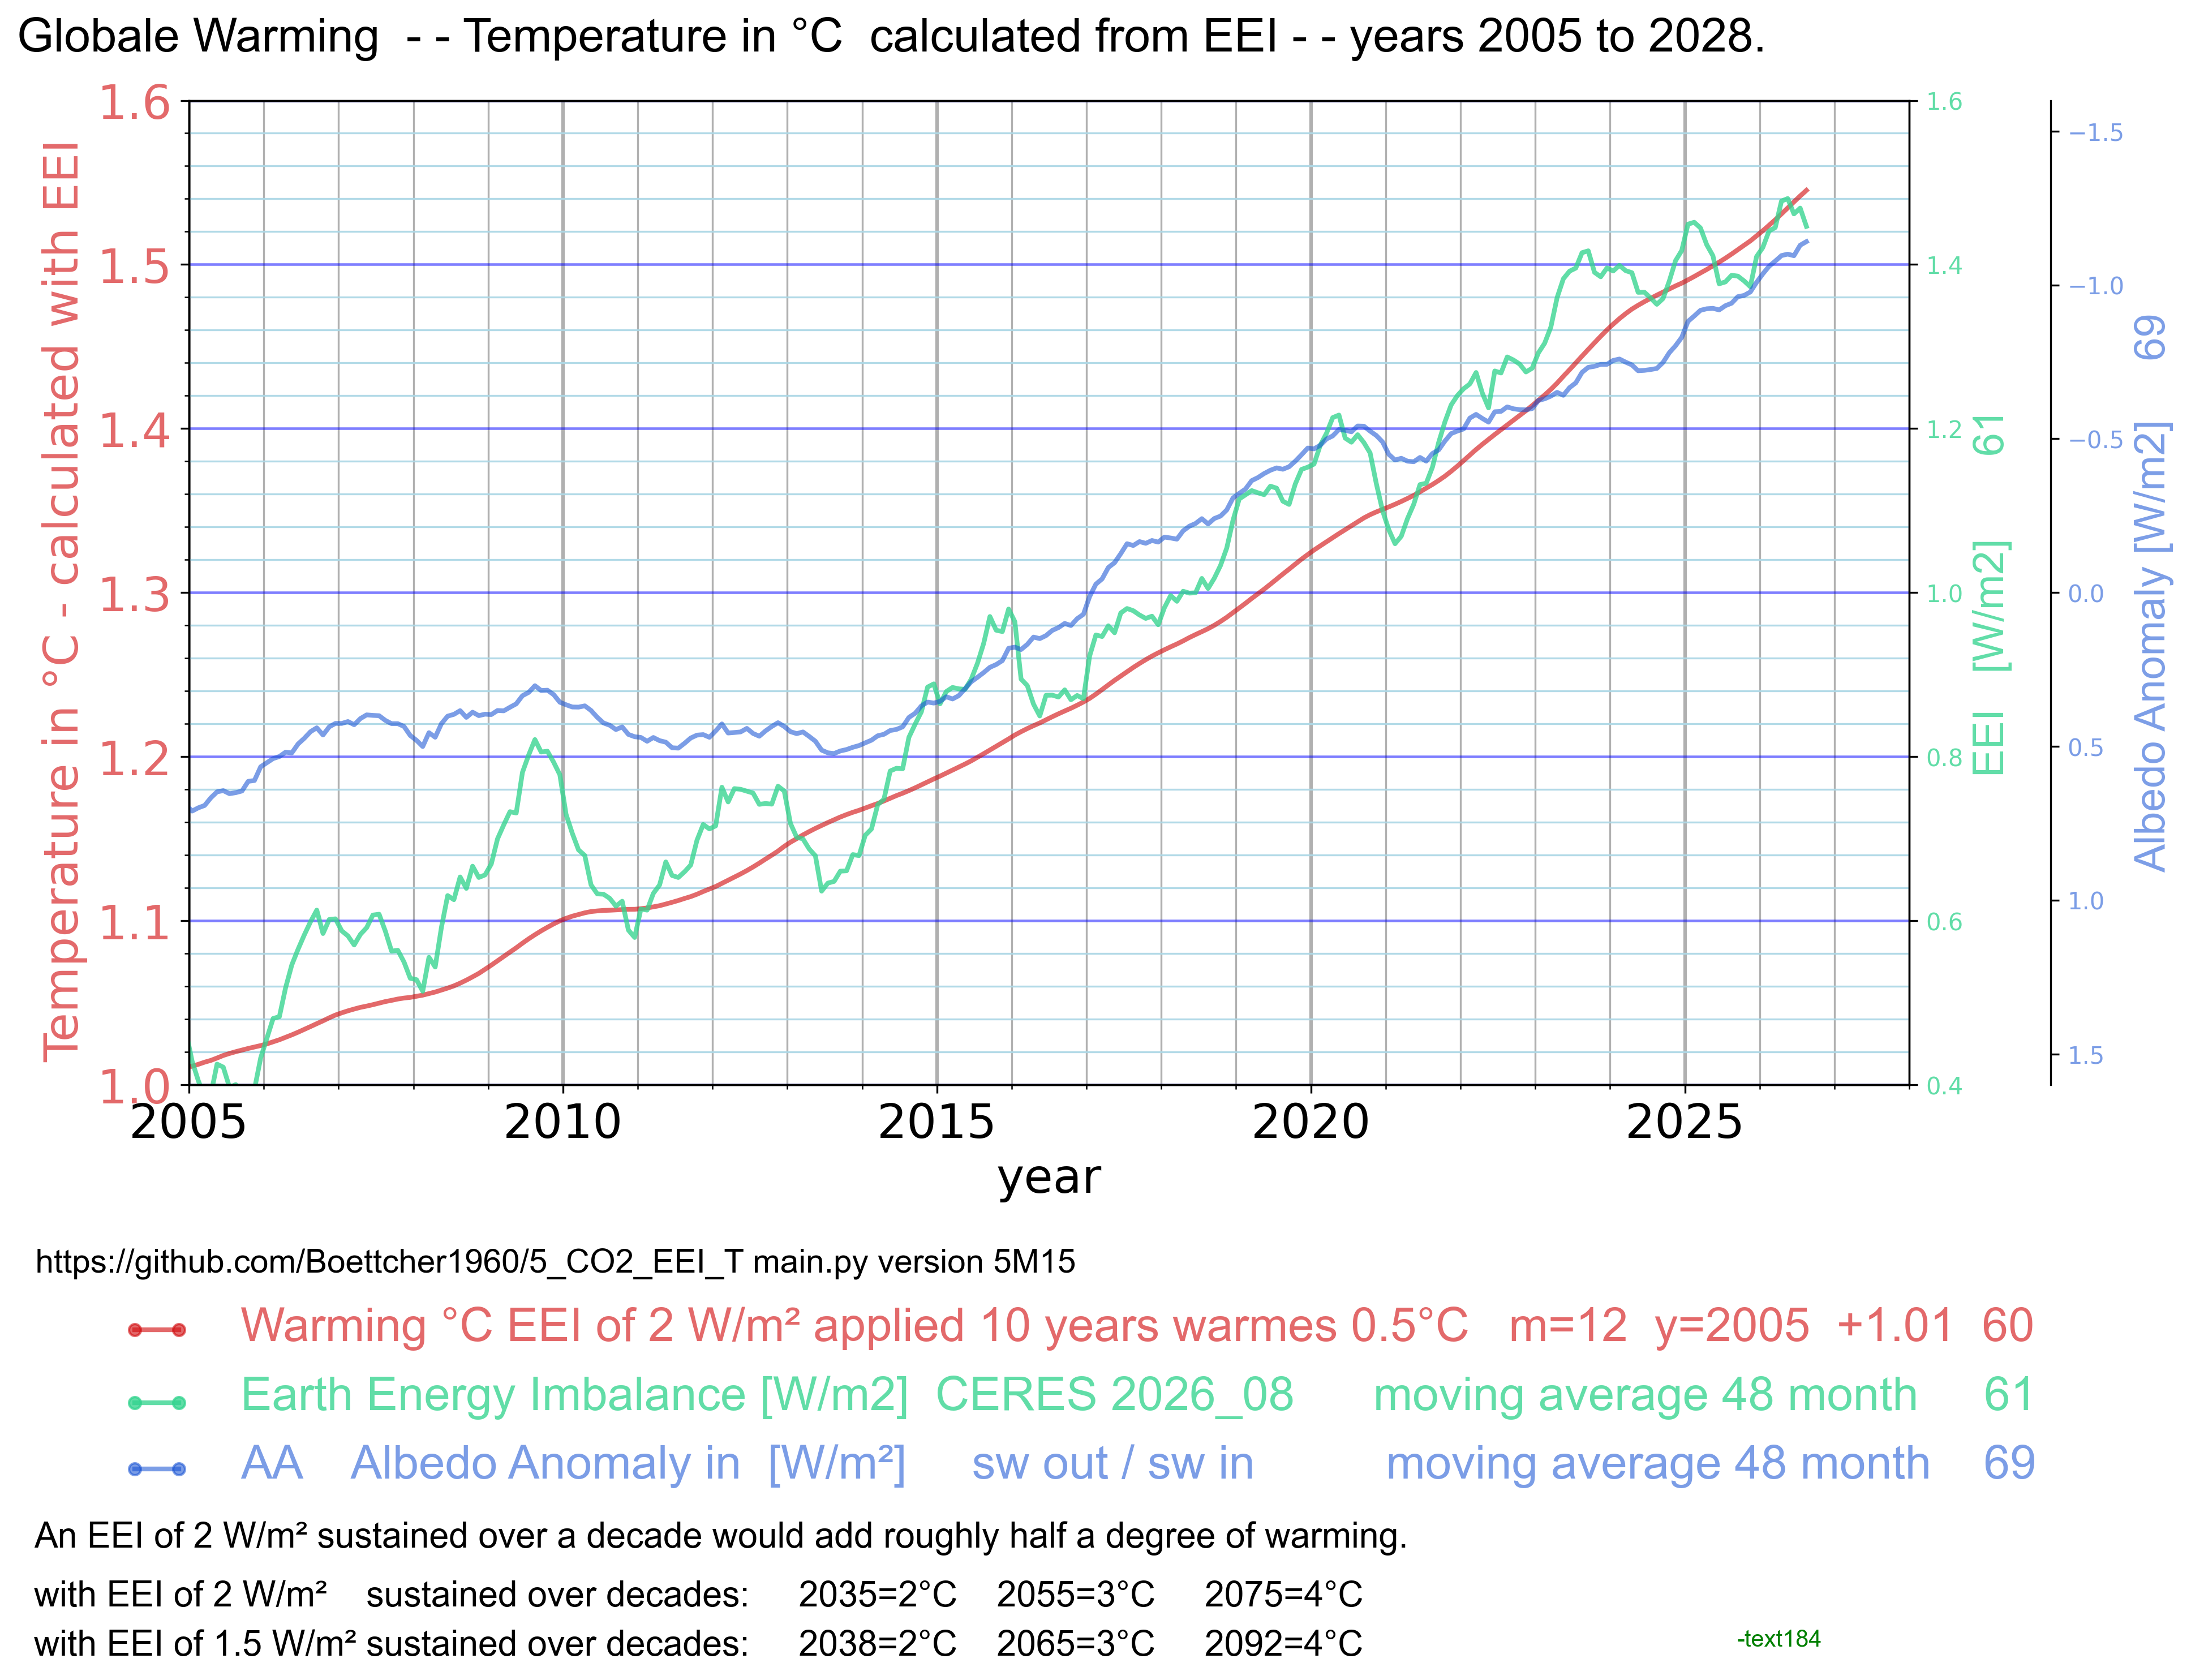 Globale Warming - - Temperature in °C calculated from EEI - - years 2005 to 2028.
Temperature in °C - calculated with EEI
1.6
1.5
1.4
1.3
1.2
1.1
1.0
2005
2010
2015
2020
2025
year
1.6
1.4
1.2
1.0
0.8
0.6
0.4
EEI [W/m2] 61
−1.5
−1.0
−0.5
0.0
0.5
1.0
1.5
Albedo Anomaly [W/m2] 69
https://github.com/Boettcher1960/5_CO2_EEI_T main.py version 5M15
Warming °C EEI of 2 W/m² applied 10 years warmes 0.5°C m=12 y=2005 +1.01 60
Earth Energy Imbalance [W/m2] CERES 2026_08 moving average 48 month 61
AA Albedo Anomaly in [W/m²] sw out / sw in moving average 48 month 69
An EEI of 2 W/m² sustained over a decade would add roughly half a degree of warming.
with EEI of 2 W/m² sustained over decades: 2035=2°C 2055=3°C 2075=4°C
with EEI of 1.5 W/m² sustained over decades: 2038=2°C 2065=3°C 2092=4°C
-text184